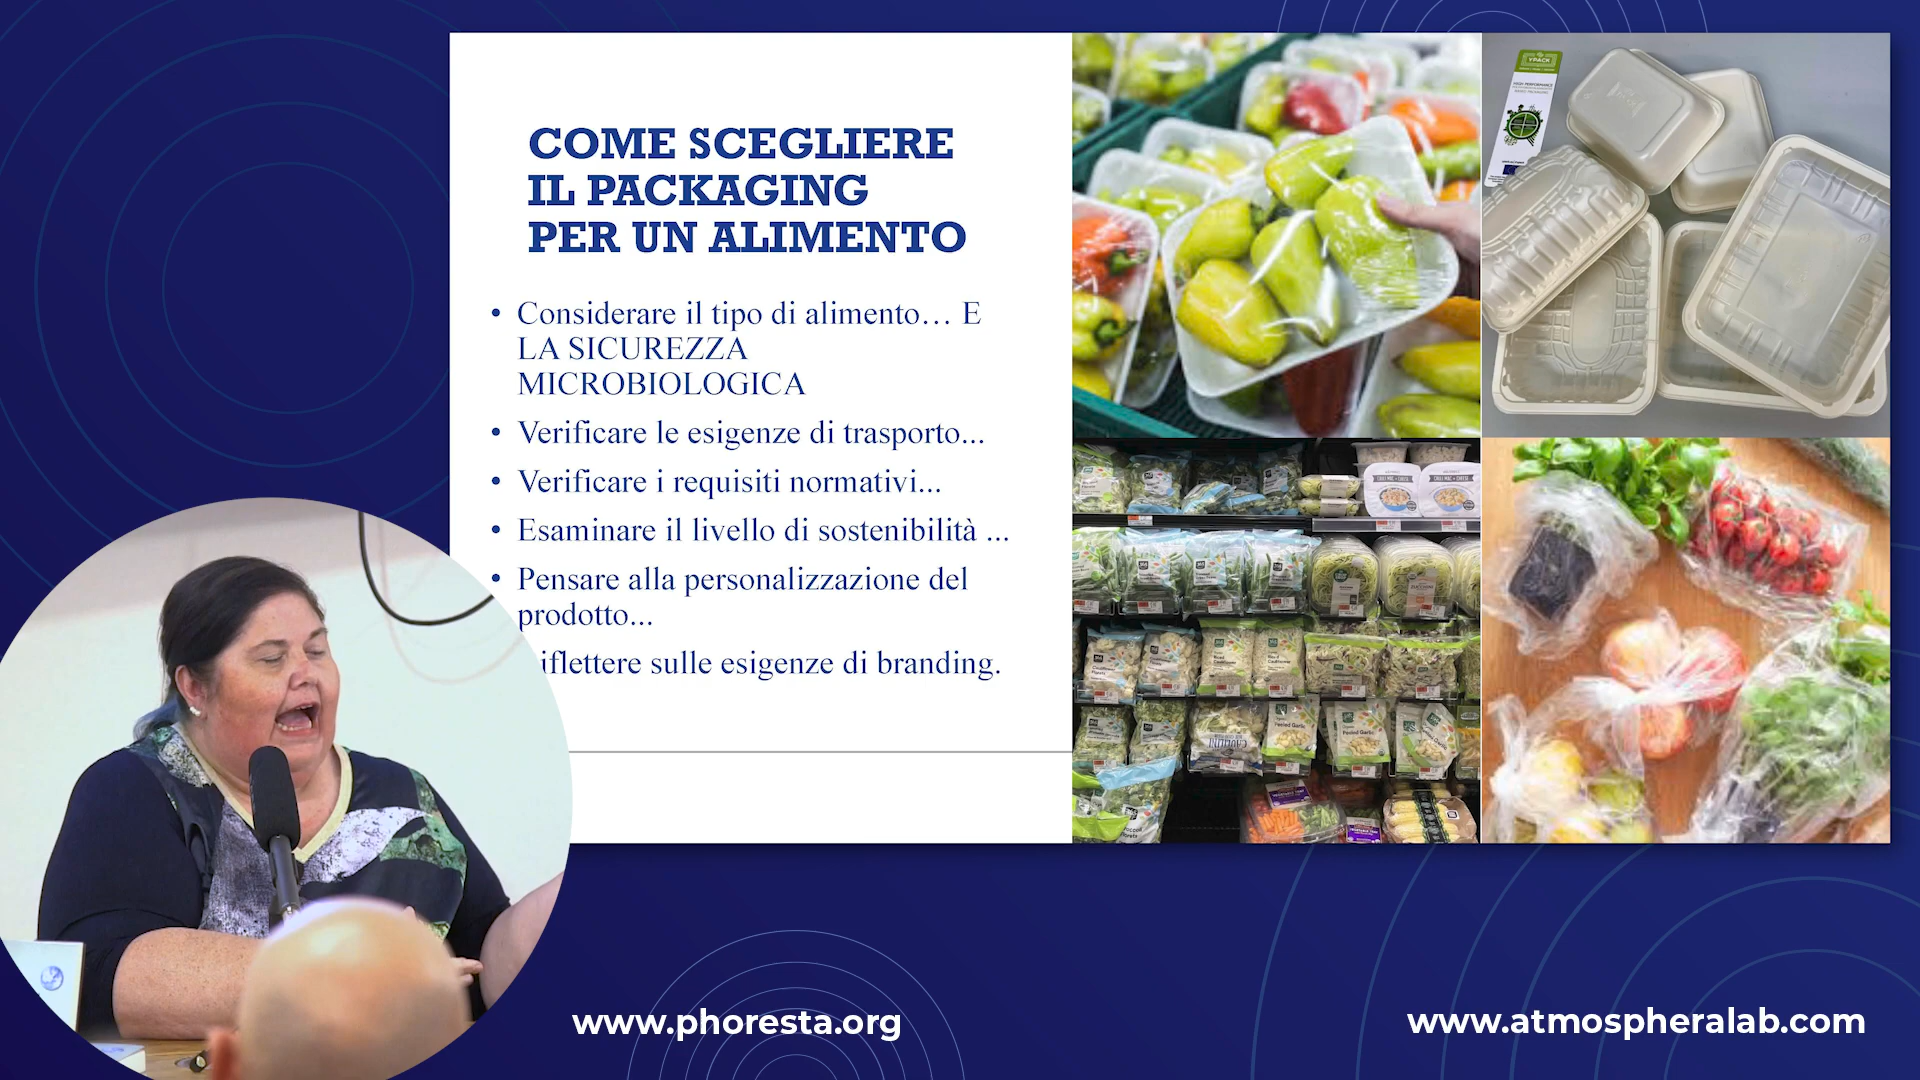 COME SCEGLIERE
IL PACKAGING
PER UN ALIMENTO
• Considerare il tipo di alimento… E
LA SICUREZZA
MICROBIOLOGICA
• Verificare le esigenze di trasporto...
• Verificare i requisiti normativi...
• Esaminare il livello di sostenibilità ...
• Pensare alla personalizzazione del
prodotto...
iflettere sulle esigenze di branding.
www.phoresta.org
www.atmospheralab.com